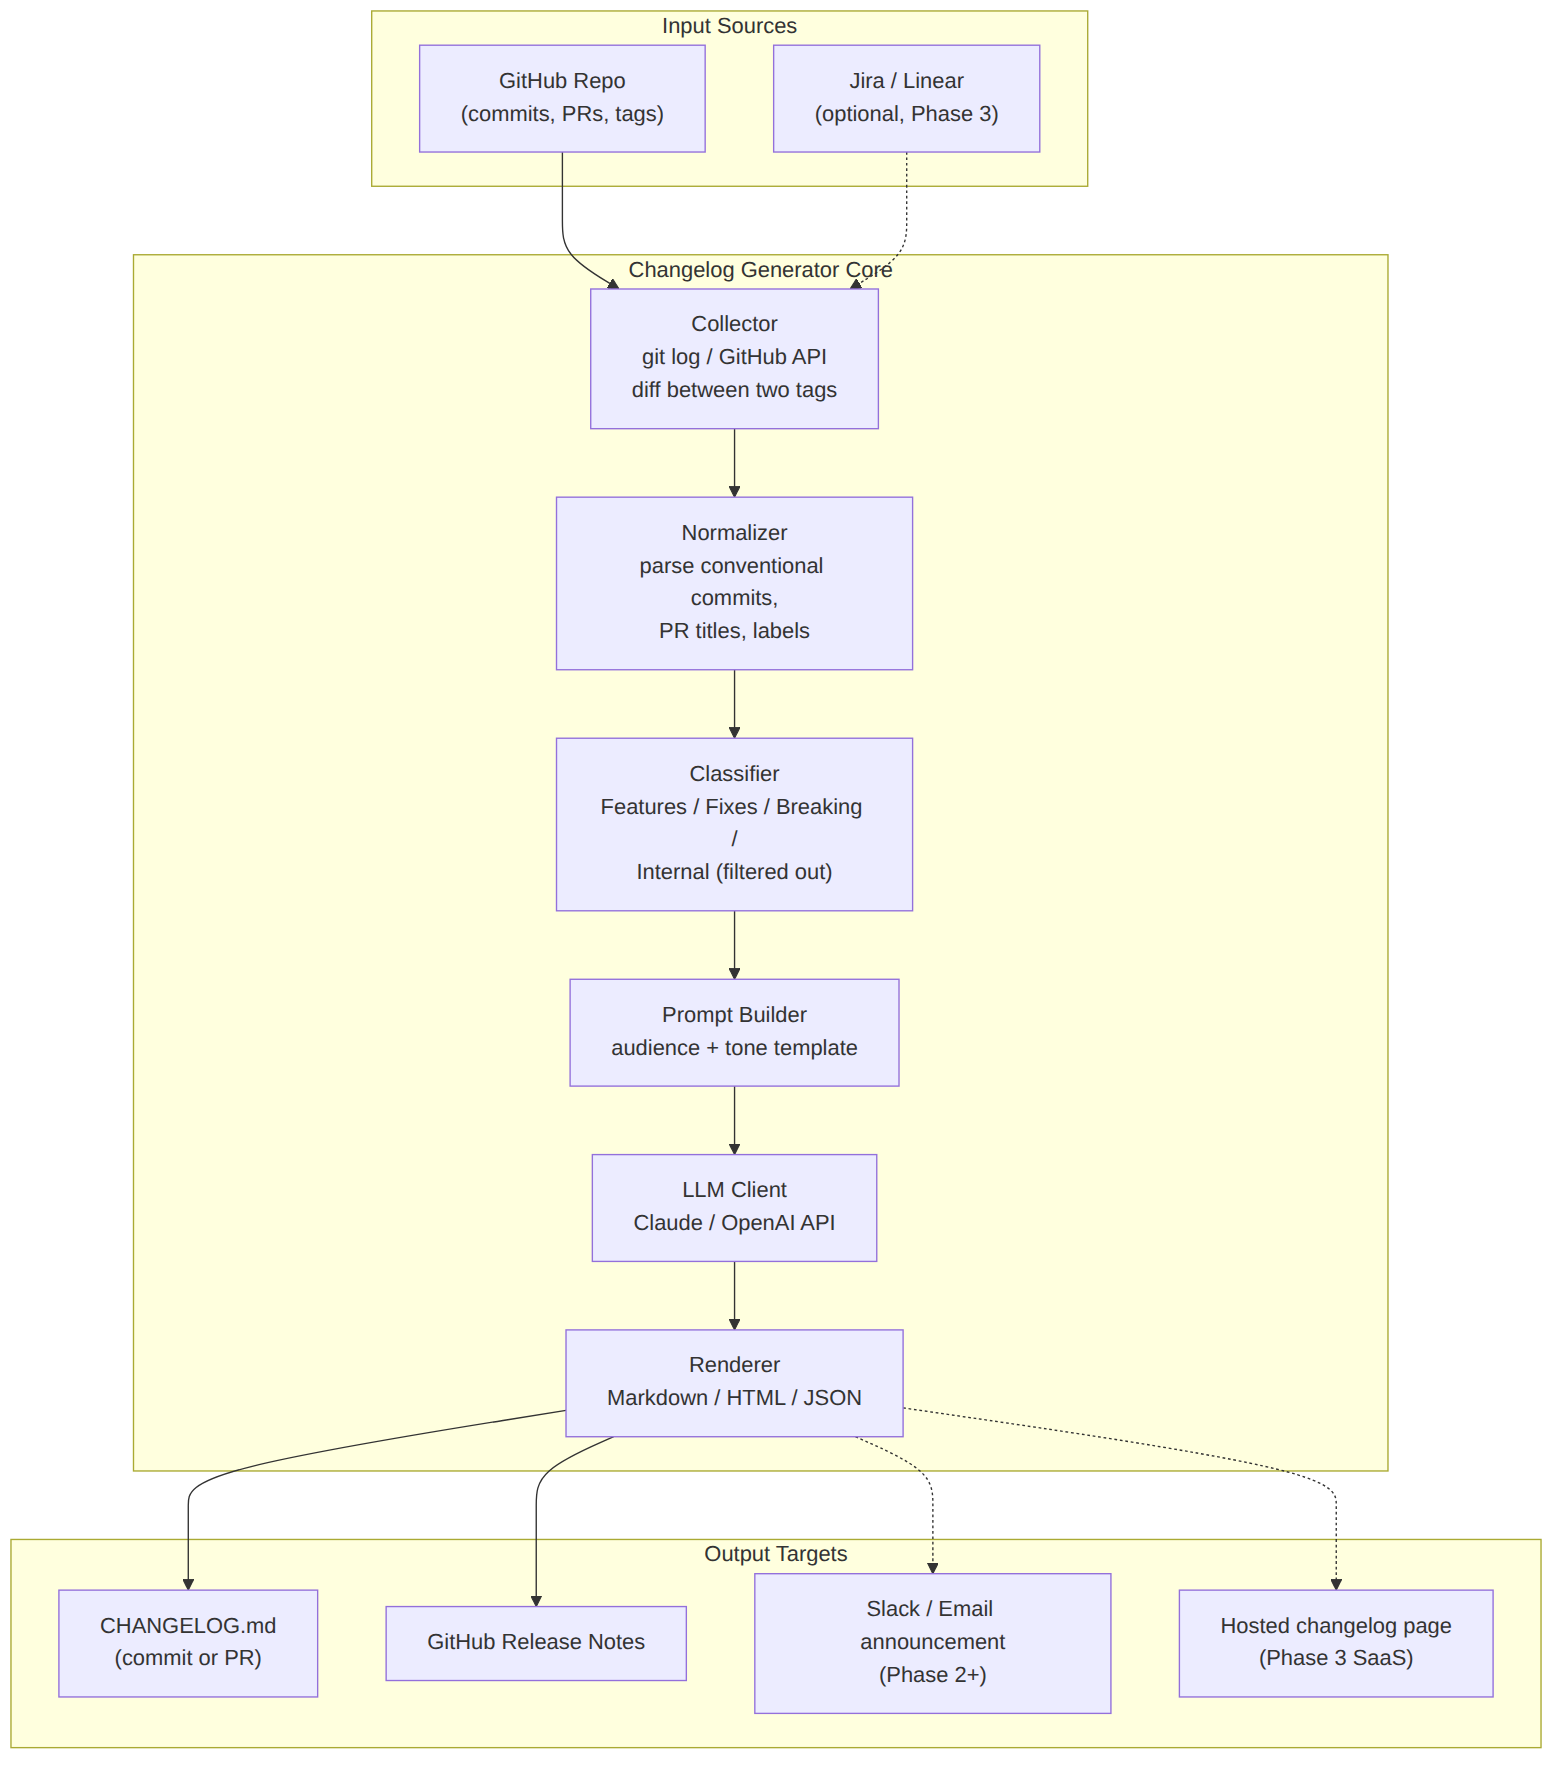 Input Sources
GitHub Repo
(commits, PRs, tags)
Jira / Linear
(optional, Phase 3)
Changelog Generator Core
Collector
git log / GitHub API
diff between two tags
Normalizer
parse conventional
commits,
PR titles, labels
Classifier
Features / Fixes / Breaking
/
Internal (filtered out)
Prompt Builder
audience + tone template
LLM Client
Claude / OpenAI API
Renderer
Markdown / HTML / JSON
Output Targets
CHANGELOG.md
(commit or PR)
GitHub Release Notes
Slack / Email
announcement
(Phase 2+)
Hosted changelog page
(Phase 3 SaaS)